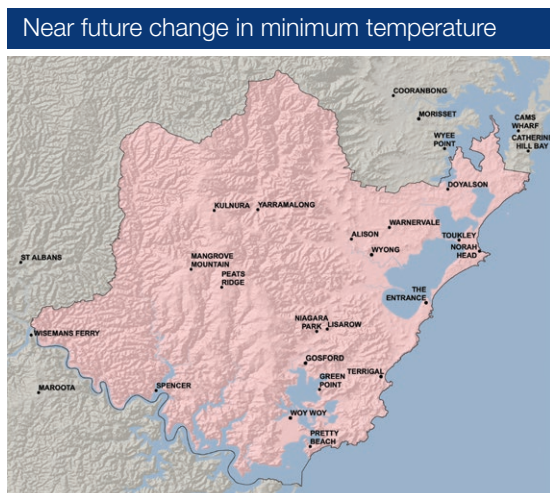 Near future change in minimum temperature
COORANBONG
MORISSET
CAMS
WHARF
CATHERINE
HILL BAY
WYEE
POINT
DOYALSON
KULNURA
YARRAMALONG
WARNERVALE
ALISON
TOUKLEY
WYONG
NORAH
HEAD
ST ALBANS
MANGROVE
MOUNTAIN
PEATS
RIDGE
THE
ENTRANCE
NIAGARA
PARK
LISAROW
WISEMANS FERRY
GOSFORD
GREEN
POINT
TERRIGAL
MAROOTA
SPENCER
WOY WOY
PRETTY
BEACH